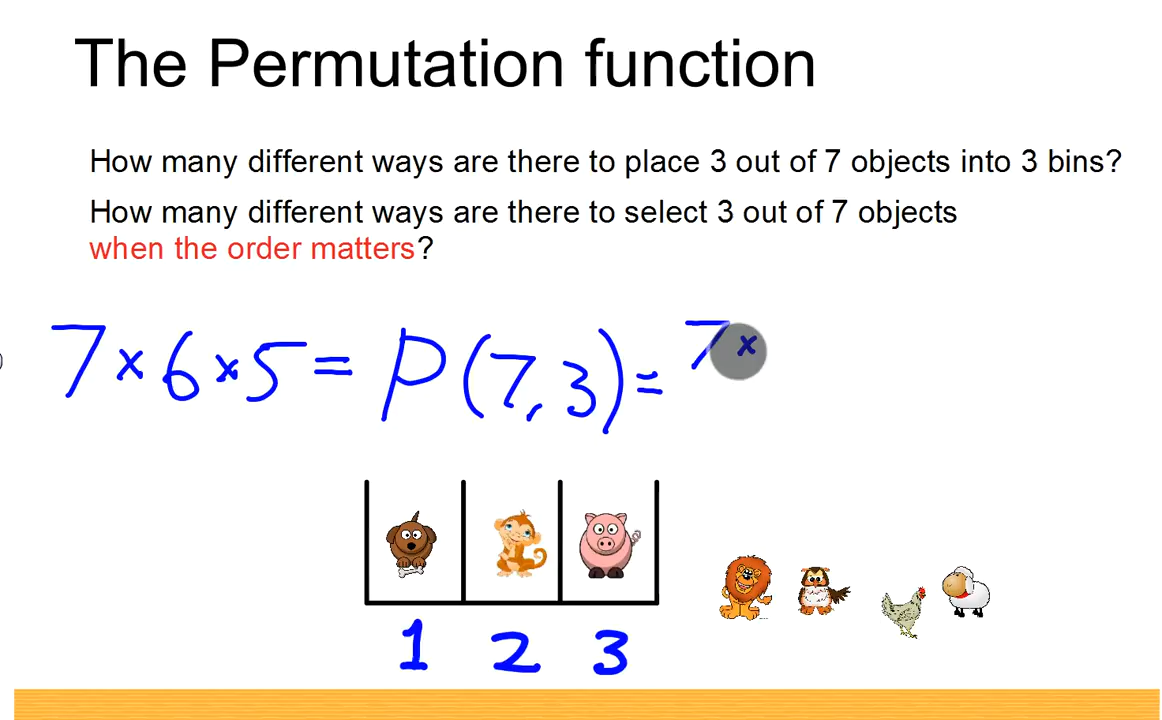 The Permutation function
How many different ways are there to place 3 out of 7 objects into 3 bins?
How many different ways are there to select 3 out of 7 objects
when the order matters?
7 × 6 × 5 = P(7,3) = 7 ×
1 2 3